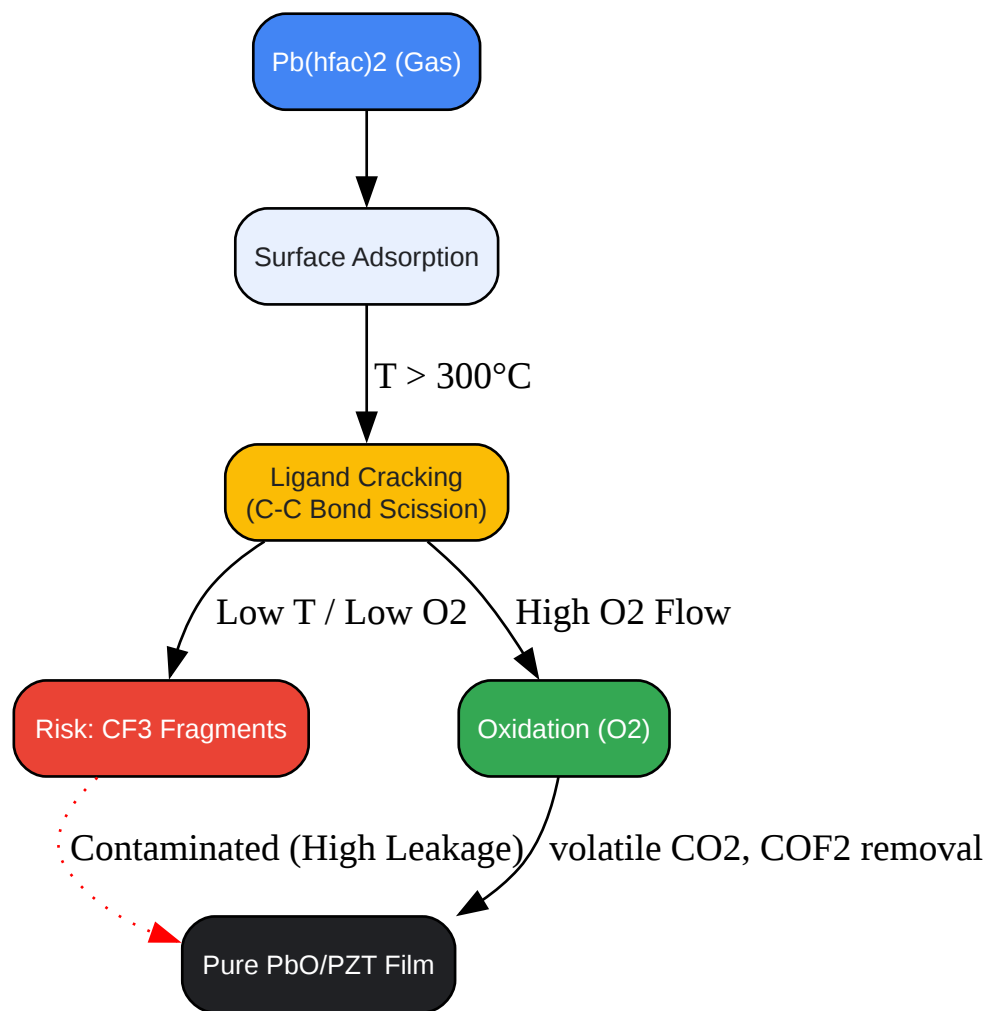 Pb(hfac)2 (Gas)
Surface Adsorption
T > 300°C
Ligand Cracking
(C-C Bond Scission)
Low T / Low O2
High O2 Flow
Risk: CF3 Fragments
Oxidation (O2)
Contaminated (High Leakage)
volatile CO2, COF2 removal
Pure PbO/PZT Film